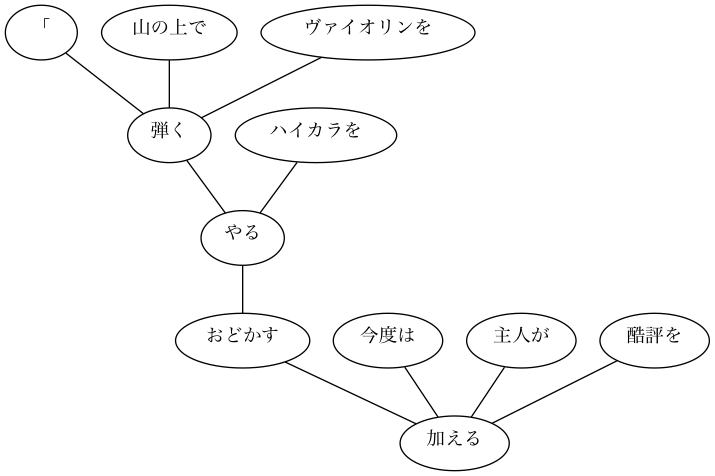 「 山の上で ヴァイオリンを
弾く ハイカラを
やる
おどかす 今度は 主人が 酷評を
加える